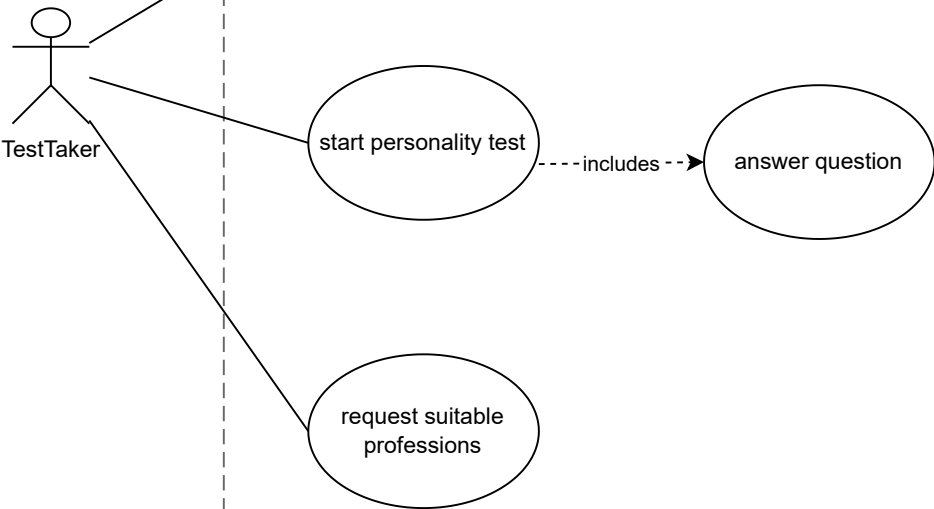 TestTaker
start personality test
includes
answer question
request suitable
professions